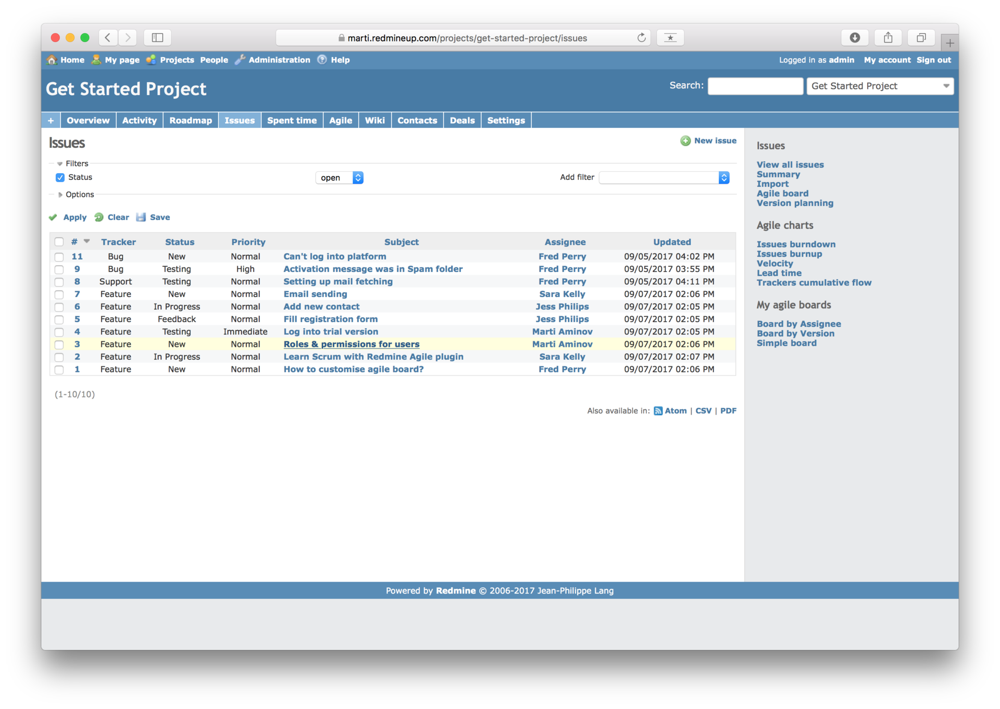 marti.redmineup.com/projects/get-started-project/issues
Home My page Projects People Administration Help Logged in as admin My account Sign out
Get Started Project Search: Get Started Project
+ Overview Activity Roadmap Issues Spent time Agile Wiki Contacts Deals Settings
Issues New issue
Filters
Status open Add filter
Options
Apply Clear Save
# Tracker Status Priority Subject Assignee Updated
11 Bug New Normal Can't log into platform Fred Perry 09/05/2017 04:02 PM
9 Bug Testing High Activation message was in Spam folder Fred Perry 09/05/2017 03:55 PM
8 Support Testing Normal Setting up mail fetching Fred Perry 09/05/2017 04:11 PM
7 Feature New Normal Email sending Sara Kelly 09/07/2017 02:06 PM
6 Feature In Progress Normal Add new contact Jess Philips 09/07/2017 02:05 PM
5 Feature Feedback Normal Fill registration form Jess Philips 09/07/2017 02:05 PM
4 Feature Testing Immediate Log into trial version Marti Aminov 09/07/2017 02:05 PM
3 Feature New Normal Roles & permissions for users Marti Aminov 09/07/2017 02:06 PM
2 Feature In Progress Normal Learn Scrum with Redmine Agile plugin Sara Kelly 09/07/2017 02:07 PM
1 Feature New Normal How to customise agile board? Fred Perry 09/07/2017 02:06 PM
(1-10/10)
Also available in: Atom | CSV | PDF
Issues
View all issues
Summary
Import
Agile board
Version planning
Agile charts
Issues burndown
Issues burnup
Velocity
Lead time
Trackers cumulative flow
My agile boards
Board by Assignee
Board by Version
Simple board
Powered by Redmine © 2006-2017 Jean-Philippe Lang